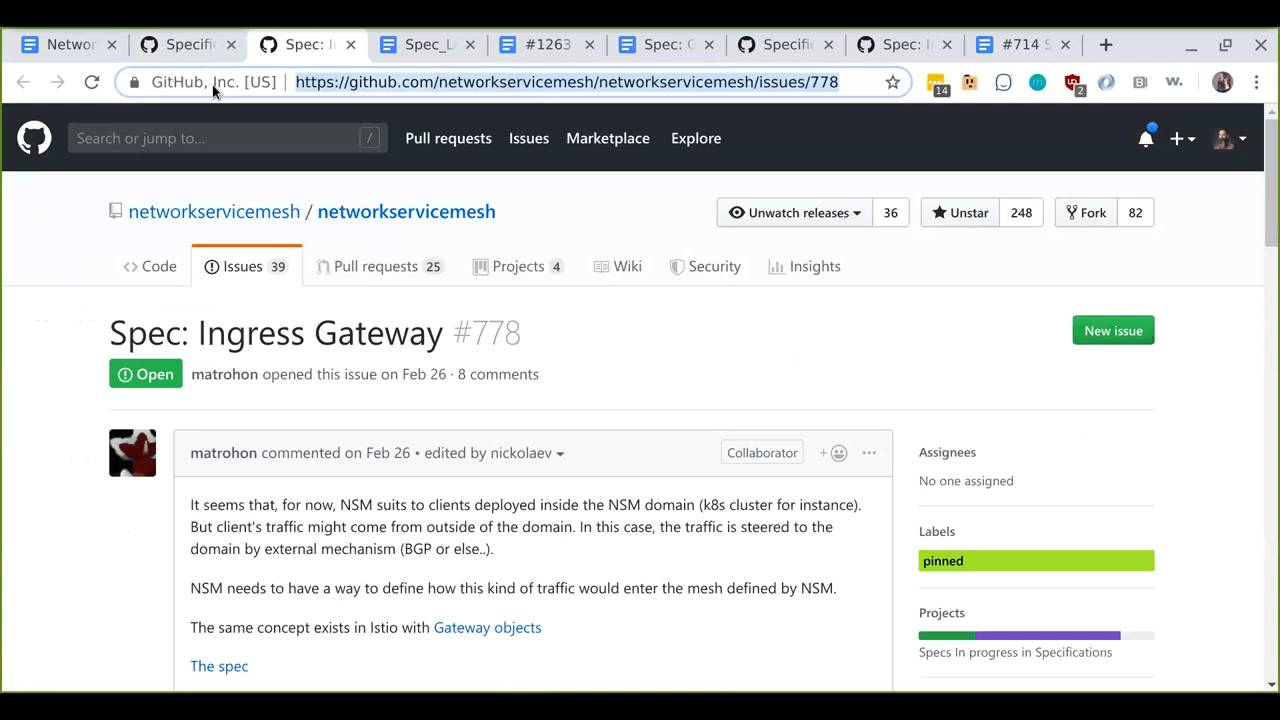 Networ
Specific
Spec: I
Spec_L
#1263
Spec: G
Specific
Spec: I
#714 S
GitHub, Inc. [US] | https://github.com/networkservicemesh/networkservicemesh/issues/778
14
2
Search or jump to... /
Pull requests
Issues
Marketplace
Explore
networkservicemesh / networkservicemesh
Unwatch releases 36
Unstar 248
Fork 82
Code
Issues 39
Pull requests 25
Projects 4
Wiki
Security
Insights
Spec: Ingress Gateway #778
New issue
Open
matrohon opened this issue on Feb 26 · 8 comments
matrohon commented on Feb 26 • edited by nickolaev
Collaborator
It seems that, for now, NSM suits to clients deployed inside the NSM domain (k8s cluster for instance).
But client's traffic might come from outside of the domain. In this case, the traffic is steered to the
domain by external mechanism (BGP or else..).
NSM needs to have a way to define how this kind of traffic would enter the mesh defined by NSM.
The same concept exists in Istio with Gateway objects
The spec
Assignees
No one assigned
Labels
pinned
Projects
Specs In progress in Specifications